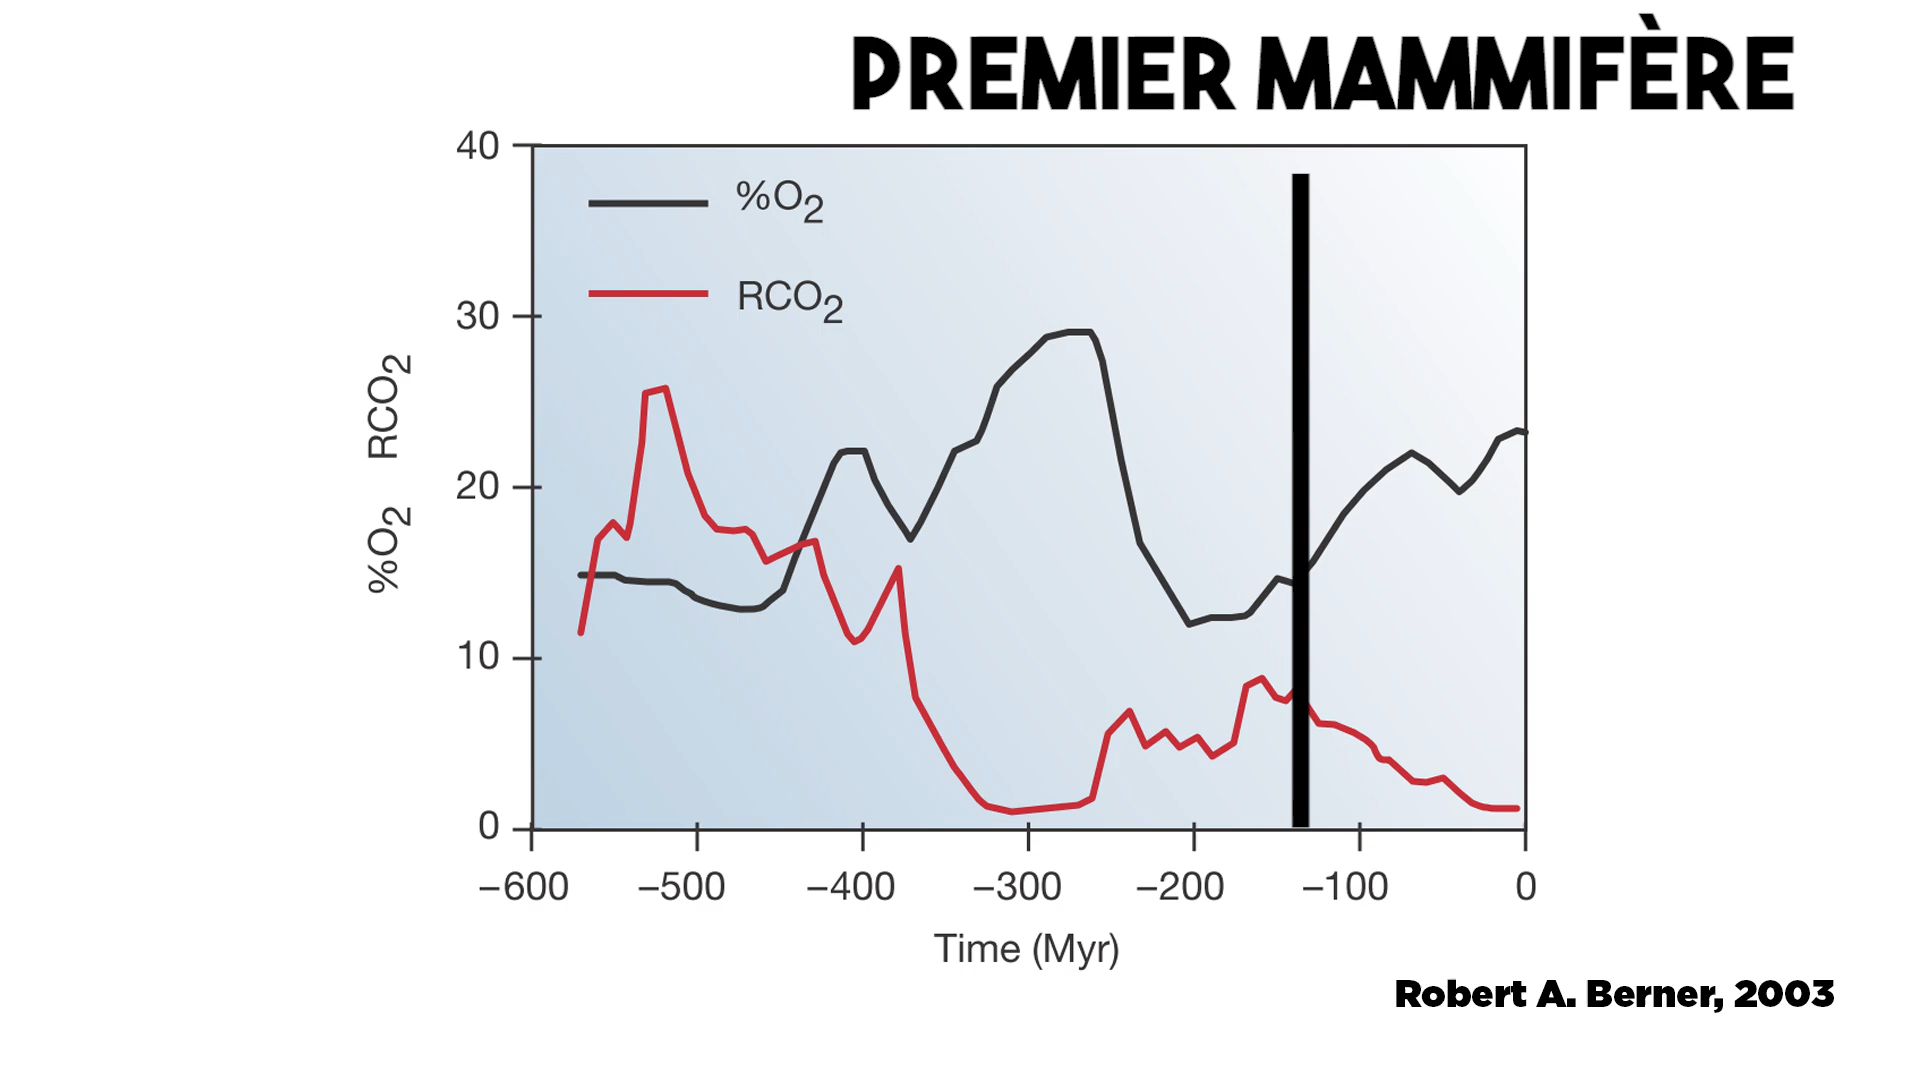 PREMIER MAMMIFÈRE
40
%O2
RCO2
30
20
10
0
%O2 RCO2
–600 –500 –400 –300 –200 –100 0
Time (Myr)
Robert A. Berner, 2003